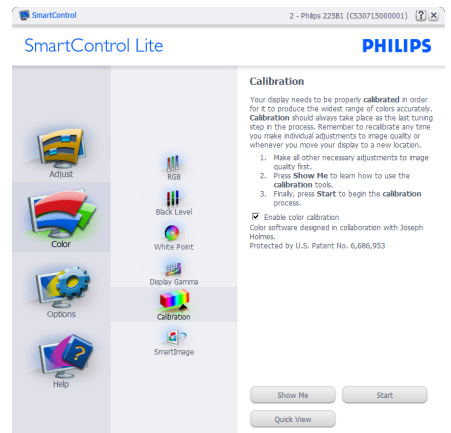 SmartControl
2 - Philips 225B1 (CS30715000001)
SmartControl Lite
PHILIPS
Adjust
Color
Options
Help
RGB
Black Level
White Point
Display Gamma
Calibration
SmartImage
Calibration
Your display needs to be properly calibrated in order
for it to produce the widest range of colors accurately.
Calibration should always take place as the last tuning
step in the process. Remember to recalibrate any time
you make individual adjustments to image quality or
whenever you move your display to a new location.
1. Make all other necessary adjustments to image
quality first.
2. Press Show Me to learn how to use the
calibration tools.
3. Finally, press Start to begin the calibration
process.
Enable color calibration
Color software designed in collaboration with Joseph
Holmes.
Protected by U.S. Patent No. 6,686,953
Show Me
Start
Quick View